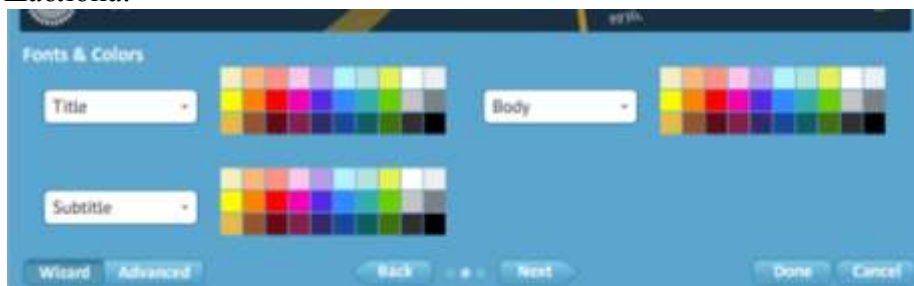 Fonts & Colors
Title
Body
Subtitle
Wizard Advanced Back Next Done Cancel